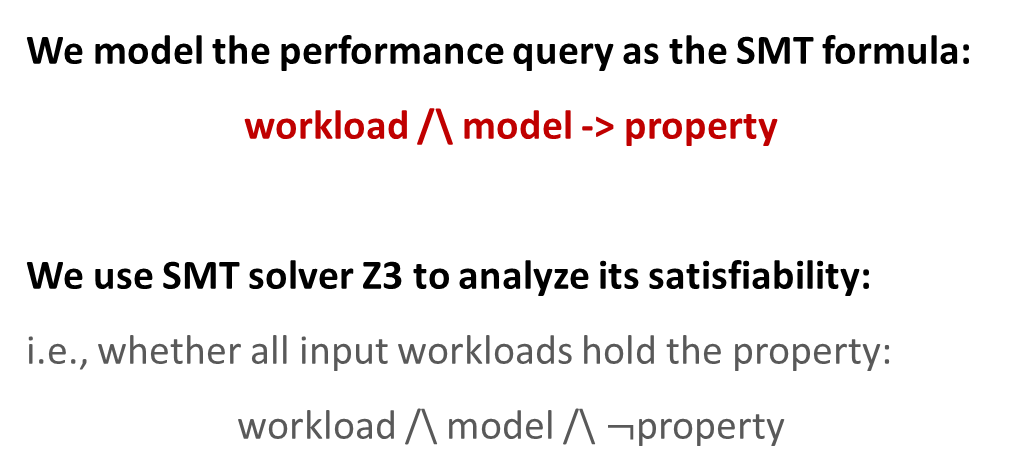 We model the performance query as the SMT formula:
workload /\ model -> property
We use SMT solver Z3 to analyze its satisfiability:
i.e., whether all input workloads hold the property:
workload /\ model /\ ¬property